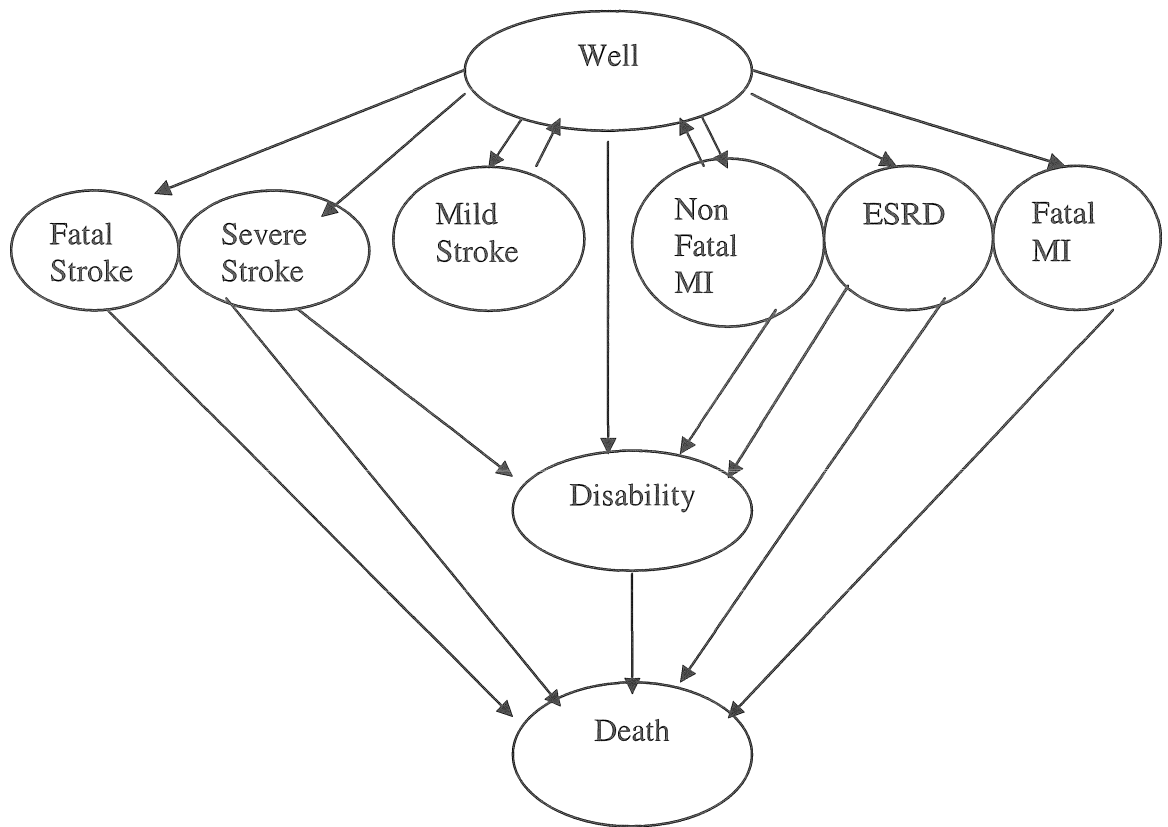 Well
Fatal
Stroke
Severe
Stroke
Mild
Stroke
Non
Fatal
MI
ESRD
Fatal
MI
Disability
Death